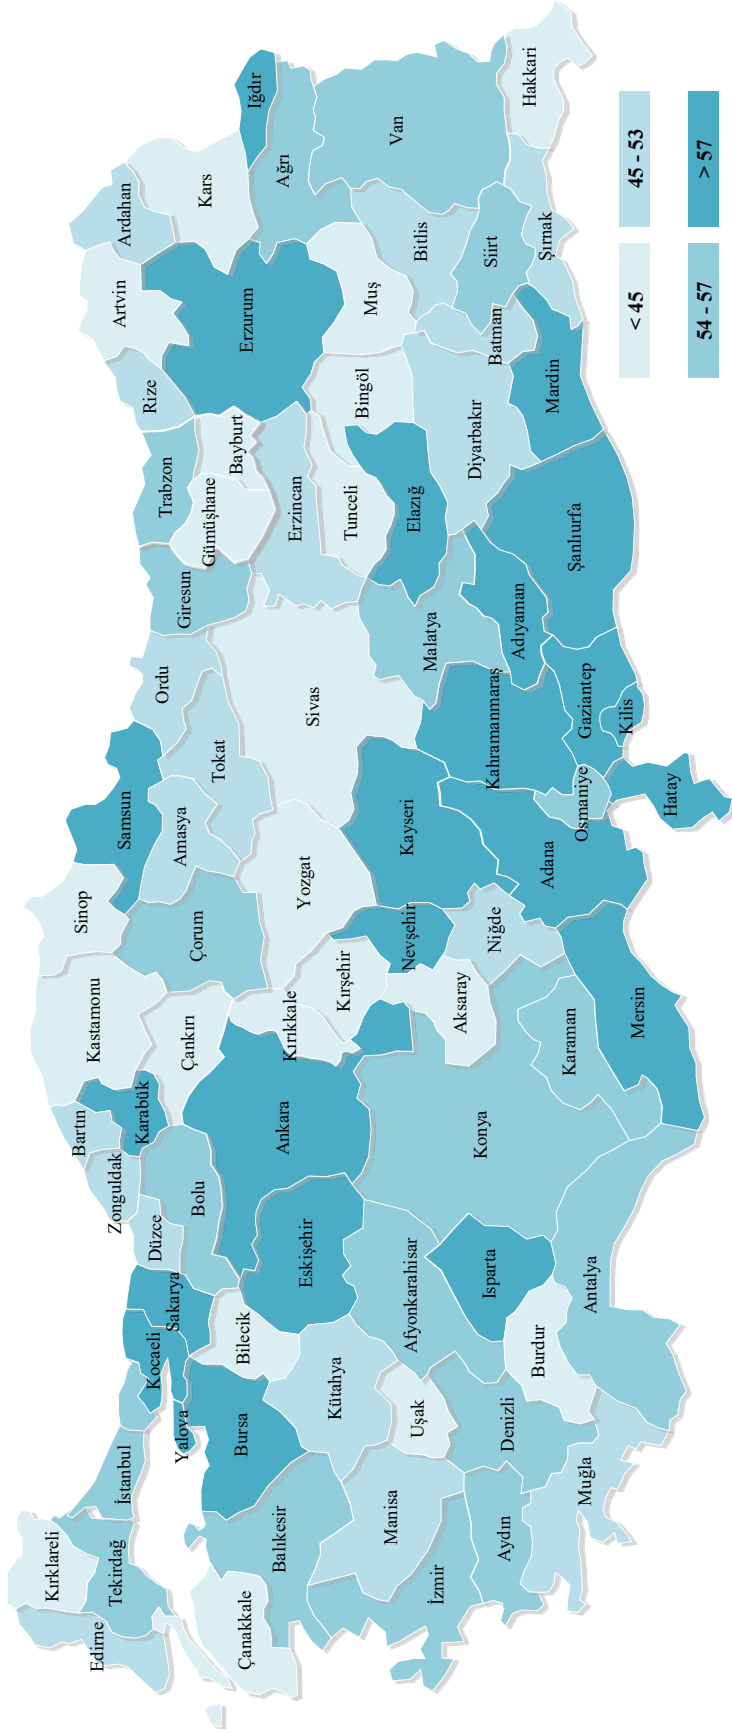 Kırklareli
Edirne
Tekirdağ
İstanbul
Çanakkale
Balıkesir
Bursa
Yalova
Kocaeli
Sakarya
Bilecik
Düzce
Zonguldak
Bartın
Karabük
Bolu
Kastamonu
Çankırı
Sinop
Samsun
Çorum
Amasya
Tokat
Ordu
Giresun
Trabzon
Gümüşhane
Bayburt
Rize
Artvin
Ardahan
Kars
Iğdır
Ağrı
Erzurum
Erzincan
Sivas
Yozgat
Kırıkkale
Kırşehir
Ankara
Eskişehir
Kütahya
Manisa
İzmir
Uşak
Afyonkarahisar
Konya
Aksaray
Nevşehir
Niğde
Kayseri
Malatya
Elazığ
Tunceli
Bingöl
Muş
Bitlis
Van
Hakkari
Şırnak
Siirt
Batman
Diyarbakır
Mardin
Şanlıurfa
Adıyaman
Kahramanmaraş
Gaziantep
Kilis
Osmaniye
Hatay
Adana
Mersin
Karaman
Antalya
Isparta
Burdur
Denizli
Aydın
Muğla
< 45
45 - 53
54 - 57
> 57